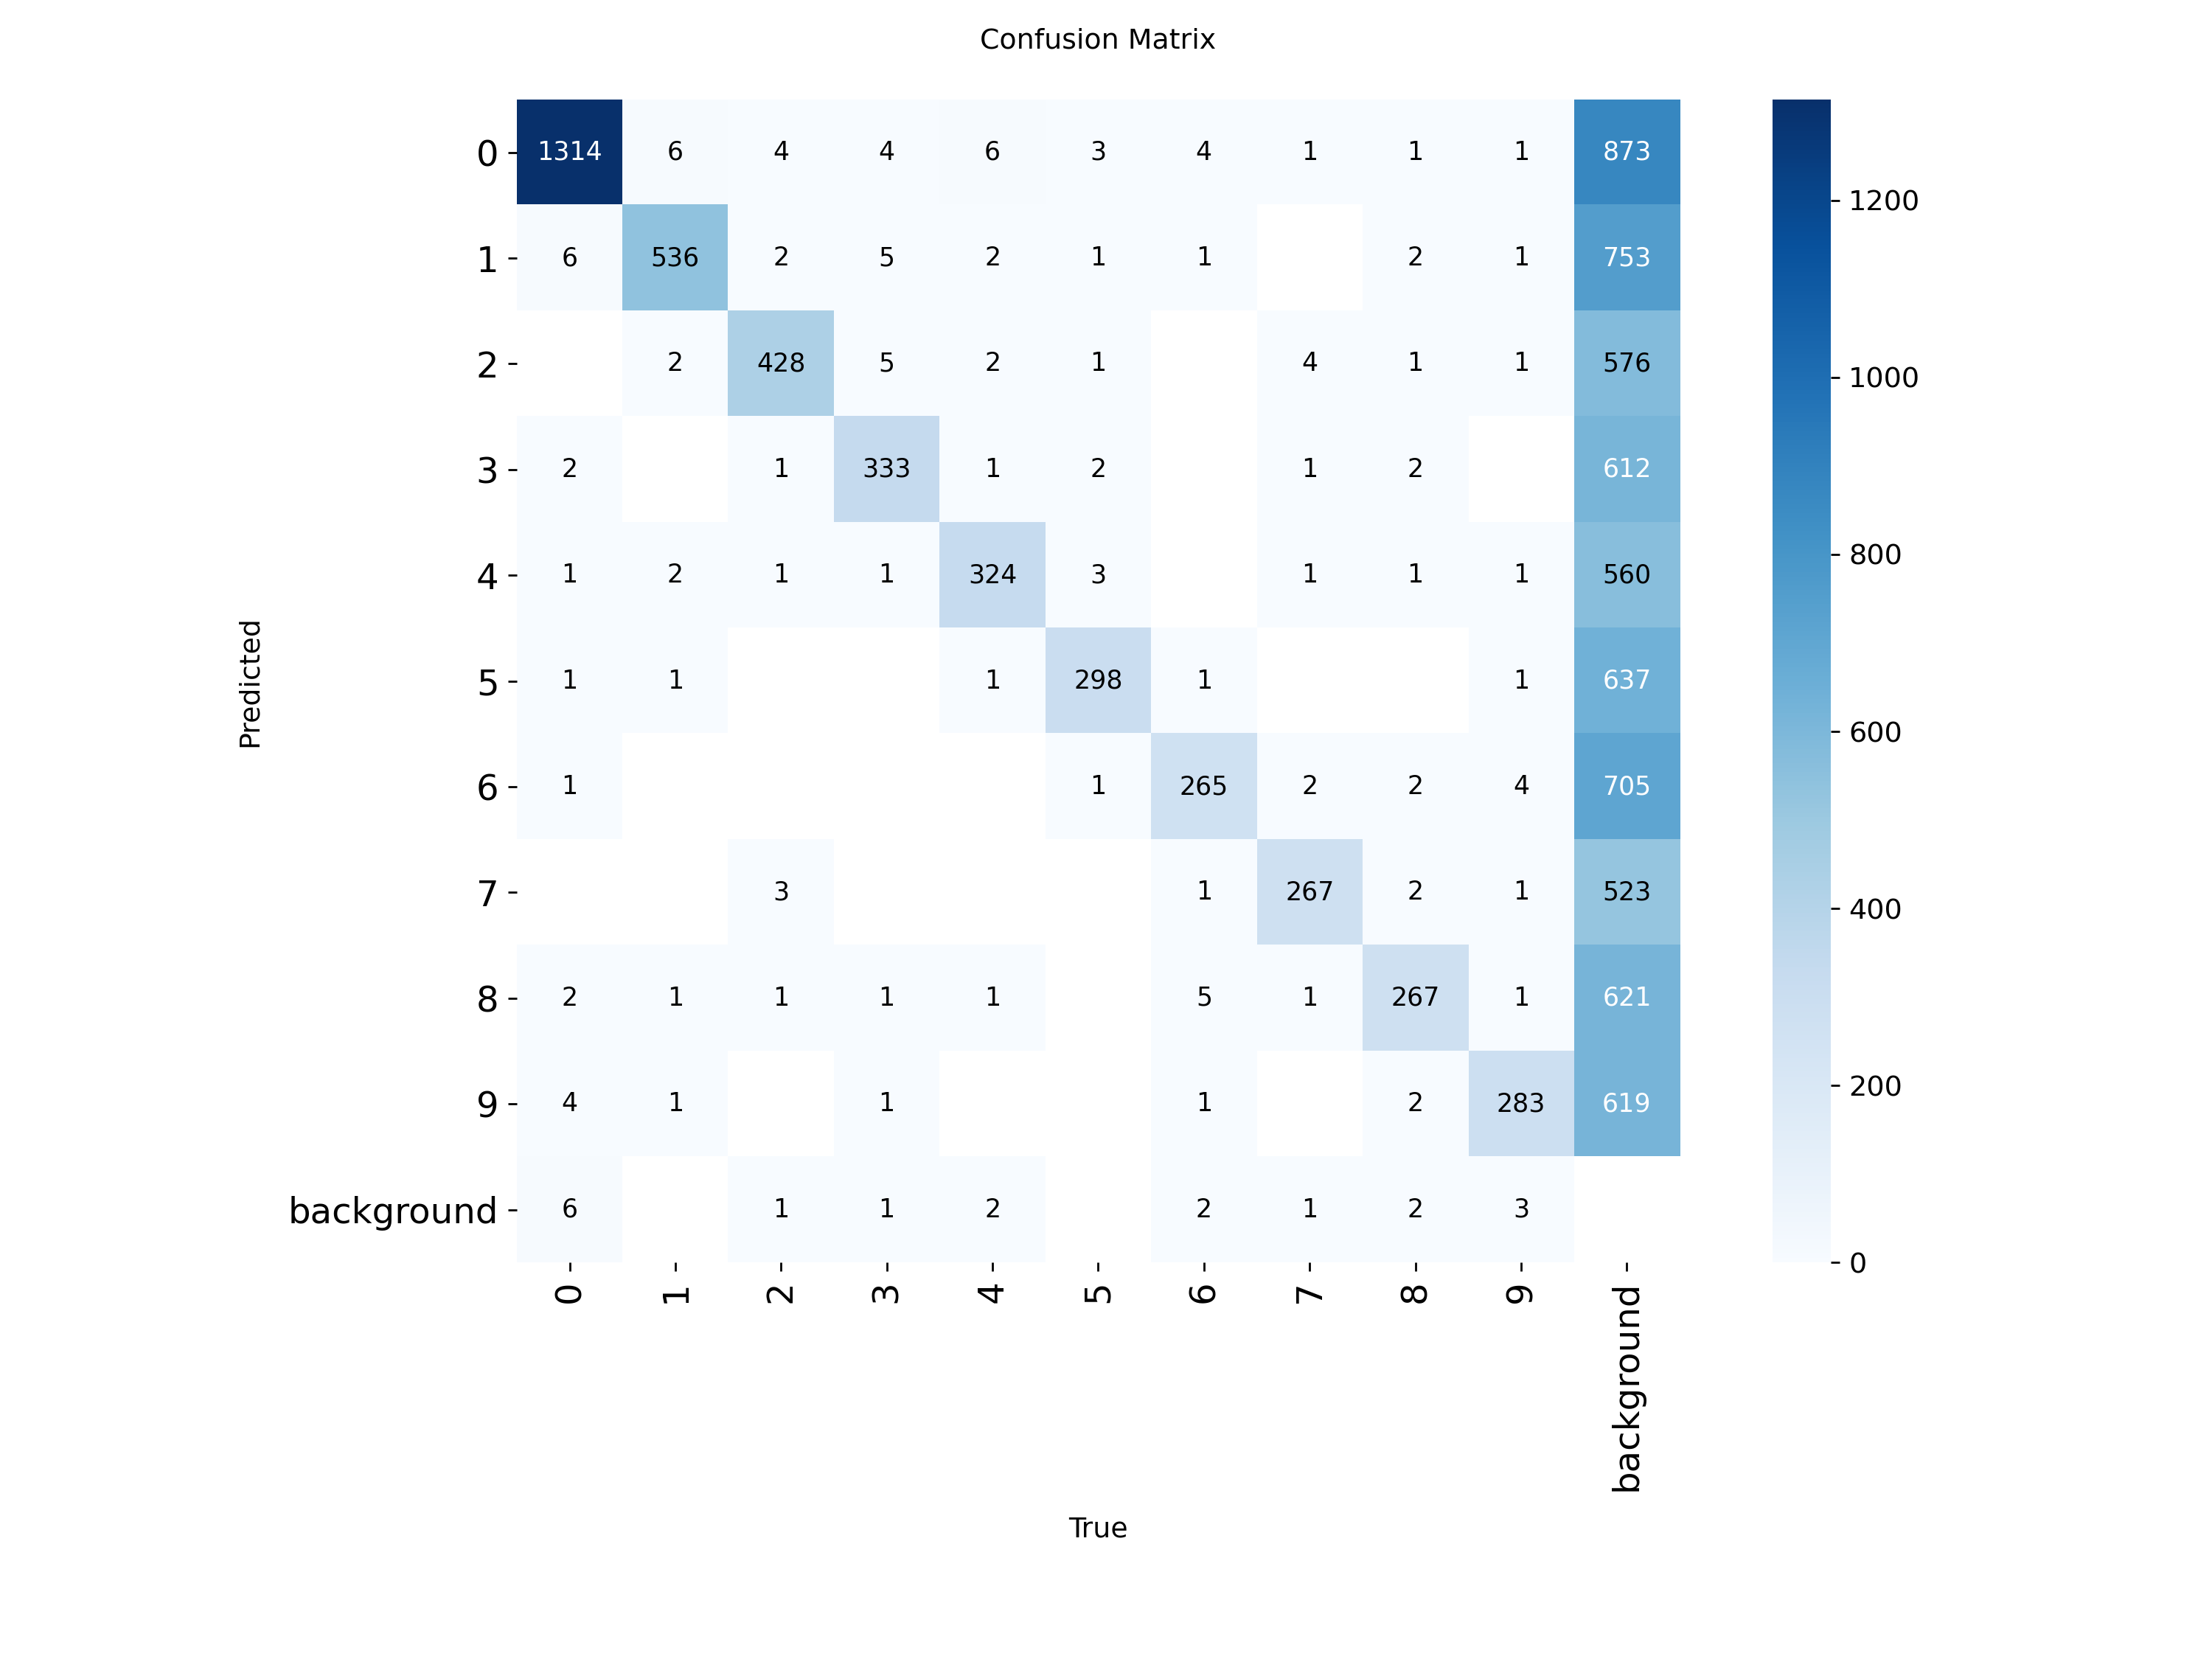 Confusion Matrix
0 1314 6 4 4 6 3 4 1 1 1 873
1 6 536 2 5 2 1 1 2 1 753
2 2 428 5 2 1 4 1 1 576
3 2 1 333 1 2 1 2 612
4 1 2 1 1 324 3 1 1 1 560
5 1 1 1 298 1 1 637
6 1 1 265 2 2 4 705
7 3 1 267 2 1 523
8 2 1 1 1 1 5 1 267 1 621
9 4 1 1 1 2 283 619
background 6 1 1 2 2 1 2 3
0 1 2 3 4 5 6 7 8 9 background
Predicted
True
1200
1000
800
600
400
200
0